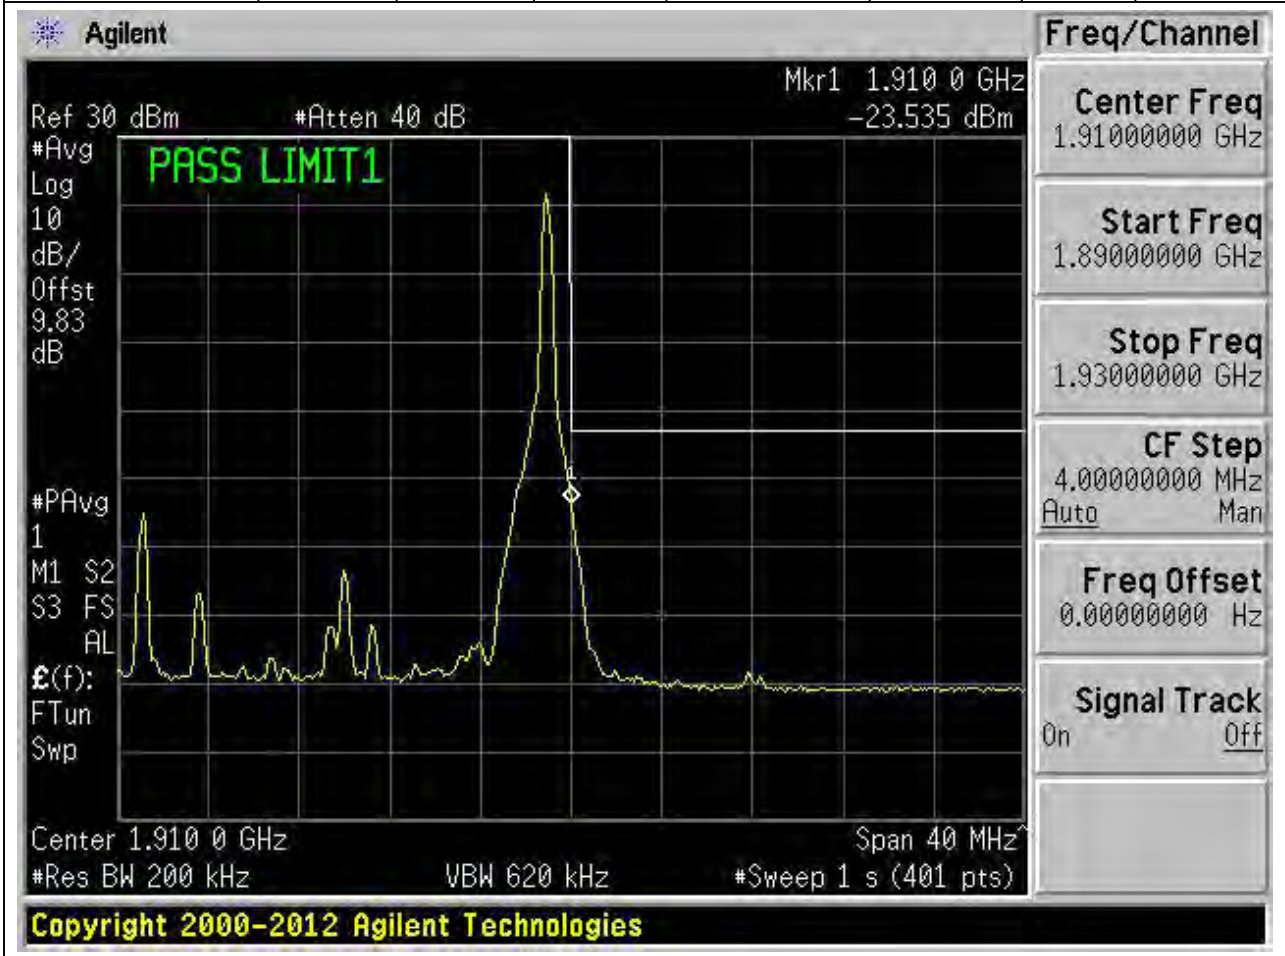 Agilent
Freq/Channel
Mkr1 1.910 0 GHz
Ref 30 dBm #Atten 40 dB -23.535 dBm
#Avg
Log
10
dB/
Offst
9.83
dB
PASS LIMIT1
1
#PAvg
1
M1 S2
S3 FS
AL
£(f):
FTun
Swp
Center 1.910 0 GHz Span 40 MHz^
#Res BW 200 kHz VBW 620 kHz #Sweep 1 s (401 pts)
Copyright 2000-2012 Agilent Technologies
Center Freq
1.91000000 GHz
Start Freq
1.89000000 GHz
Stop Freq
1.93000000 GHz
CF Step
4.00000000 MHz
Auto Man
Freq Offset
0.00000000 Hz
Signal Track
On Off